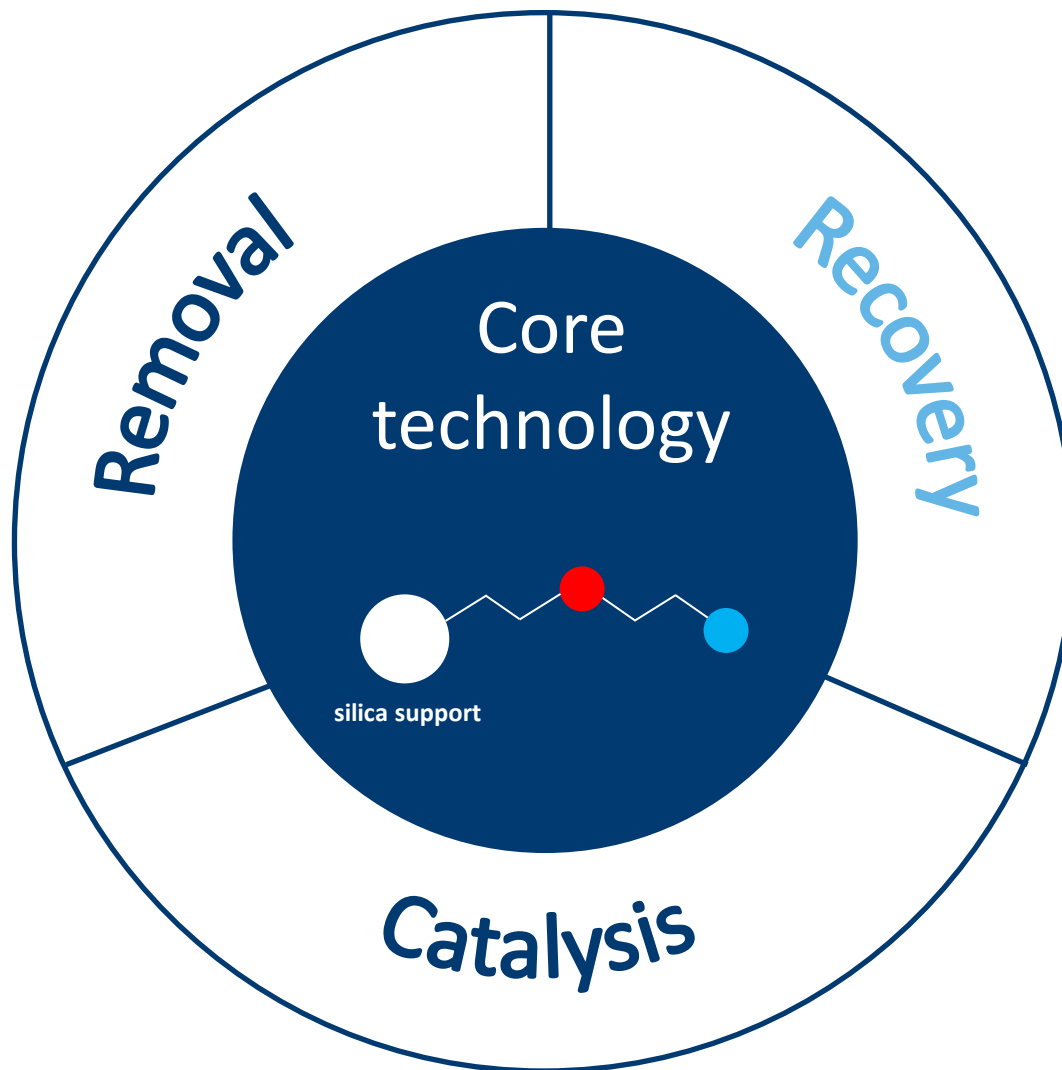 Removal
Recovery
Core
technology
silica support
Catalysis